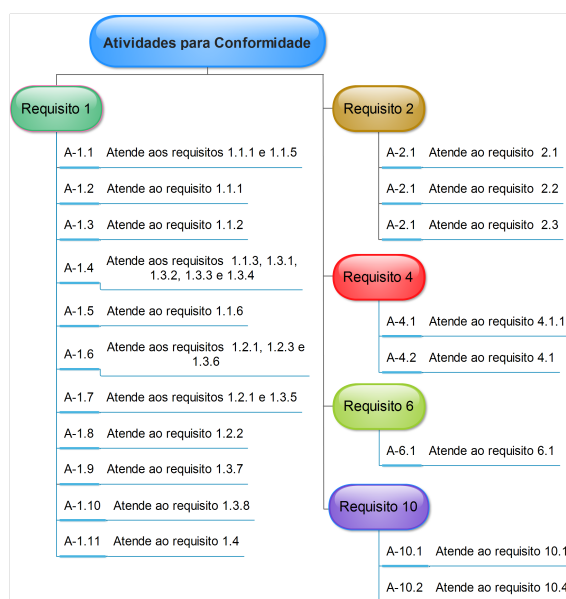 Atividades para Conformidade
Requisito 1
A-1.1 Atende aos requisitos 1.1.1 e 1.1.5
A-1.2 Atende ao requisito 1.1.1
A-1.3 Atende ao requisito 1.1.2
A-1.4 Atende aos requisitos 1.1.3, 1.3.1,
1.3.2, 1.3.3 e 1.3.4
A-1.5 Atende ao requisito 1.1.6
A-1.6 Atende aos requisitos 1.2.1, 1.2.3 e
1.3.6
A-1.7 Atende aos requisitos 1.2.1 e 1.3.5
A-1.8 Atende ao requisito 1.2.2
A-1.9 Atende ao requisito 1.3.7
A-1.10 Atende ao requisito 1.3.8
A-1.11 Atende ao requisito 1.4
Requisito 2
A-2.1 Atende ao requisito 2.1
A-2.1 Atende ao requisito 2.2
A-2.1 Atende ao requisito 2.3
Requisito 4
A-4.1 Atende ao requisito 4.1.1
A-4.2 Atende ao requisito 4.1
Requisito 6
A-6.1 Atende ao requisito 6.1
Requisito 10
A-10.1 Atende ao requisito 10.1
A-10.2 Atende ao requisito 10.4